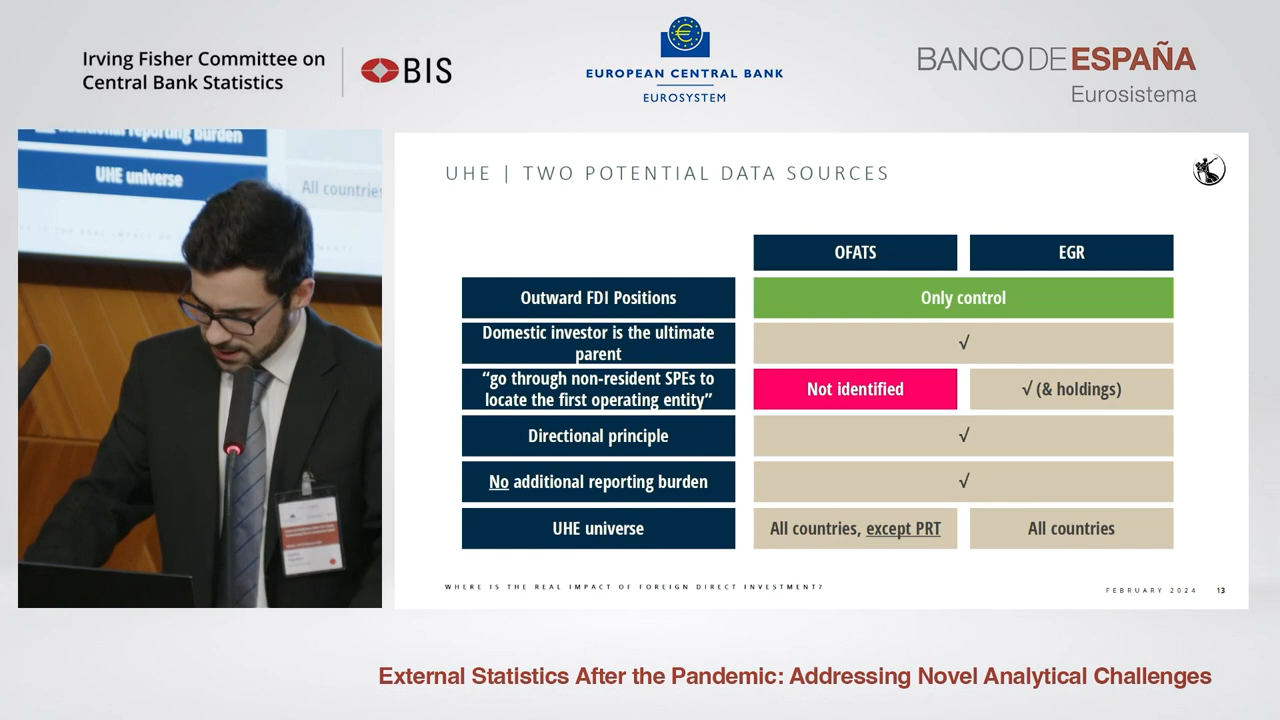 Irving Fisher Committee on
Central Bank Statistics
BIS
EUROPEAN CENTRAL BANK
EUROSYSTEM
BANCO DE ESPAÑA
Eurosistema
additional reporting burden
UHE universe
All countries
UHE | TWO POTENTIAL DATA SOURCES
OFATS
EGR
Outward FDI Positions
Only control
Domestic investor is the ultimate
parent
√
“go through non-resident SPEs to
locate the first operating entity”
Not identified
√ (& holdings)
Directional principle
√
No additional reporting burden
√
UHE universe
All countries, except PRT
All countries
WHERE IS THE REAL IMPACT OF FOREIGN DIRECT INVESTMENT?
FEBRUARY 2024
13
External Statistics After the Pandemic: Addressing Novel Analytical Challenges